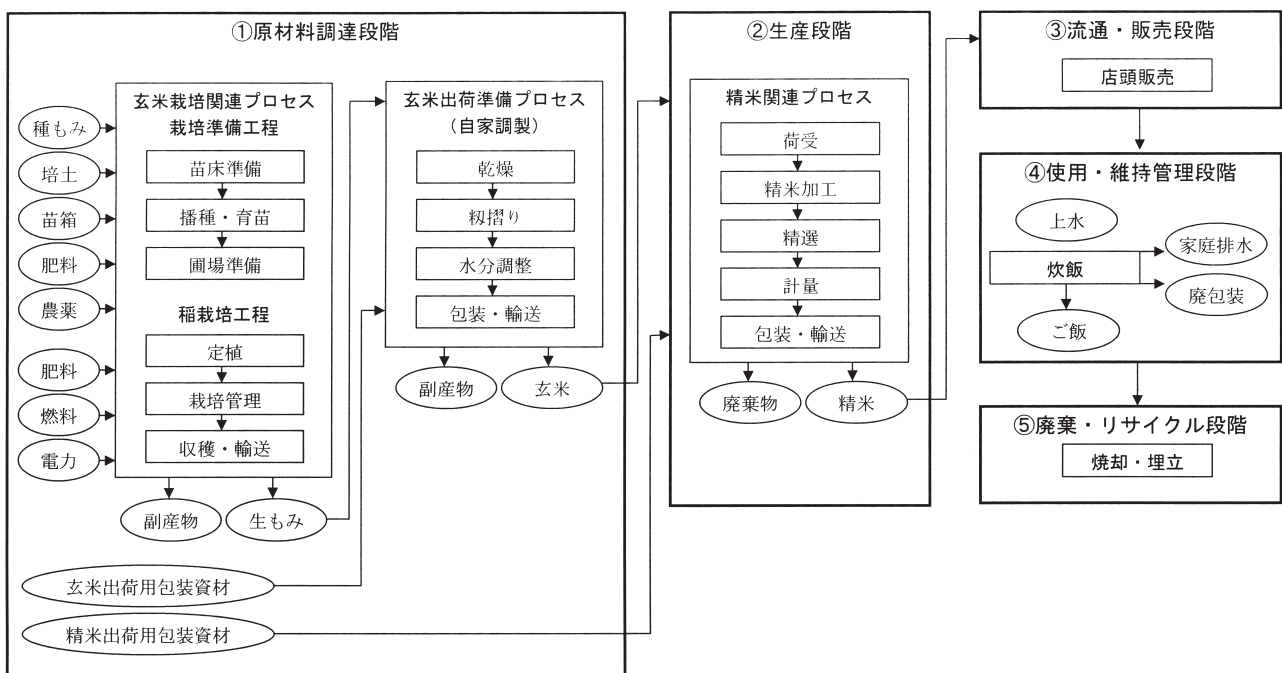 ①原材料調達段階
玄米栽培関連プロセス
栽培準備工程
種もみ
培土
苗箱
肥料
農薬
肥料
燃料
電力
苗床準備
播種・育苗
圃場準備
稲栽培工程
定植
栽培管理
収穫・輸送
副産物
生もみ
玄米出荷用包装資材
精米出荷用包装資材
玄米出荷準備プロセス
（自家調製）
乾燥
籾摺り
水分調整
包装・輸送
副産物
玄米
②生産段階
精米関連プロセス
荷受
精米加工
精選
計量
包装・輸送
廃棄物
精米
③流通・販売段階
店頭販売
④使用・維持管理段階
上水
炊飯
家庭排水
廃包装
ご飯
⑤廃棄・リサイクル段階
焼却・埋立